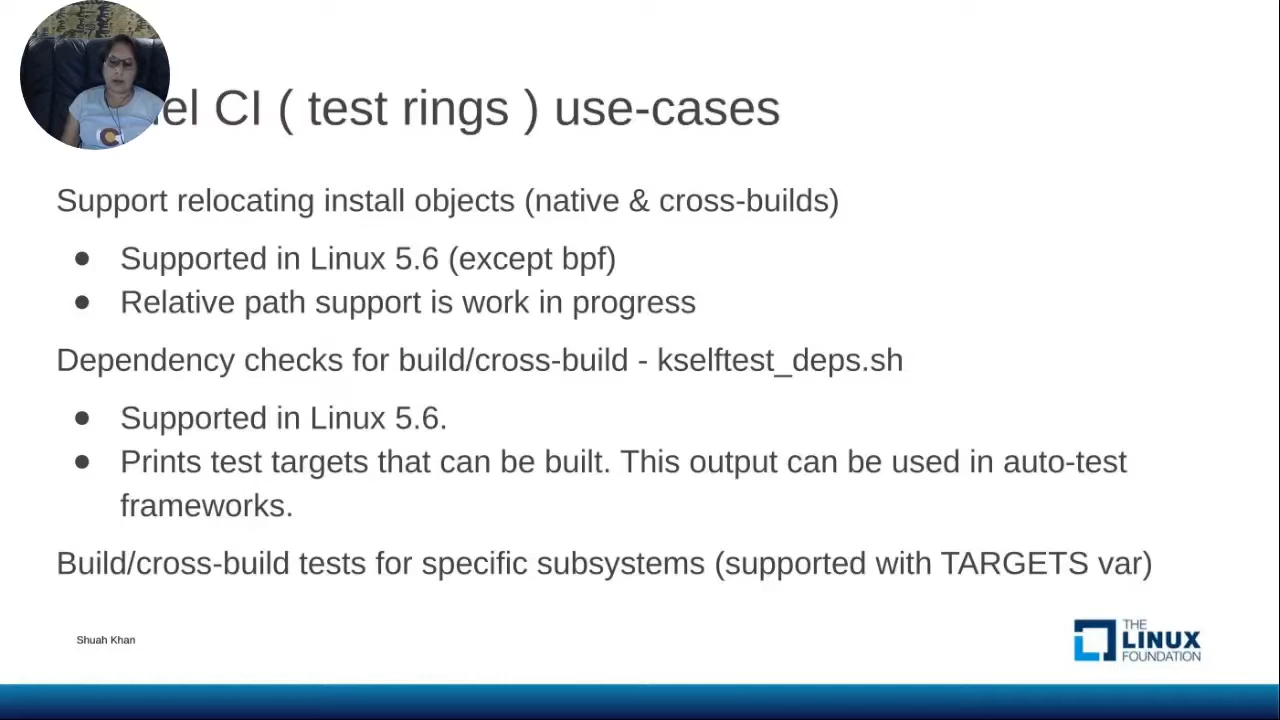 el CI ( test rings ) use-cases
Support relocating install objects (native & cross-builds)
● Supported in Linux 5.6 (except bpf)
● Relative path support is work in progress
Dependency checks for build/cross-build - kselftest_deps.sh
● Supported in Linux 5.6.
● Prints test targets that can be built. This output can be used in auto-test
frameworks.
Build/cross-build tests for specific subsystems (supported with TARGETS var)
Shuah Khan
THE
LINUX
FOUNDATION